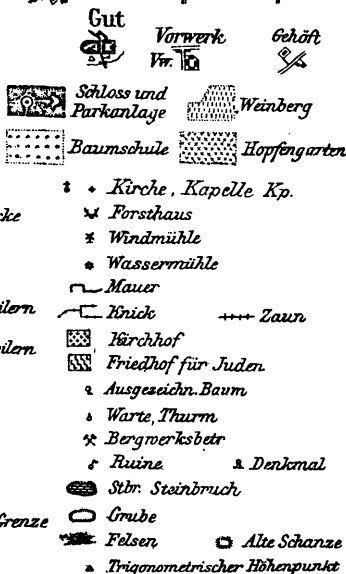 Gut
Vorwerk Gehöft
Vw.
Schloss und
Parkanlage
Weinberg
Baumschule Hopfengarten
Kirche, Kapelle Kp.
Forsthaus
Windmühle
Wassermühle
Mauer
Knick Zaun
Kirchhof
Friedhof für Juden
Ausgezeichn. Baum
Warte, Thurm
Bergwerksbetr
Ruine Denkmal
Stbr. Steinbruch
Grenze Grube
Felsen Alte Schanze
Trigonometrischer Höhenpunkt